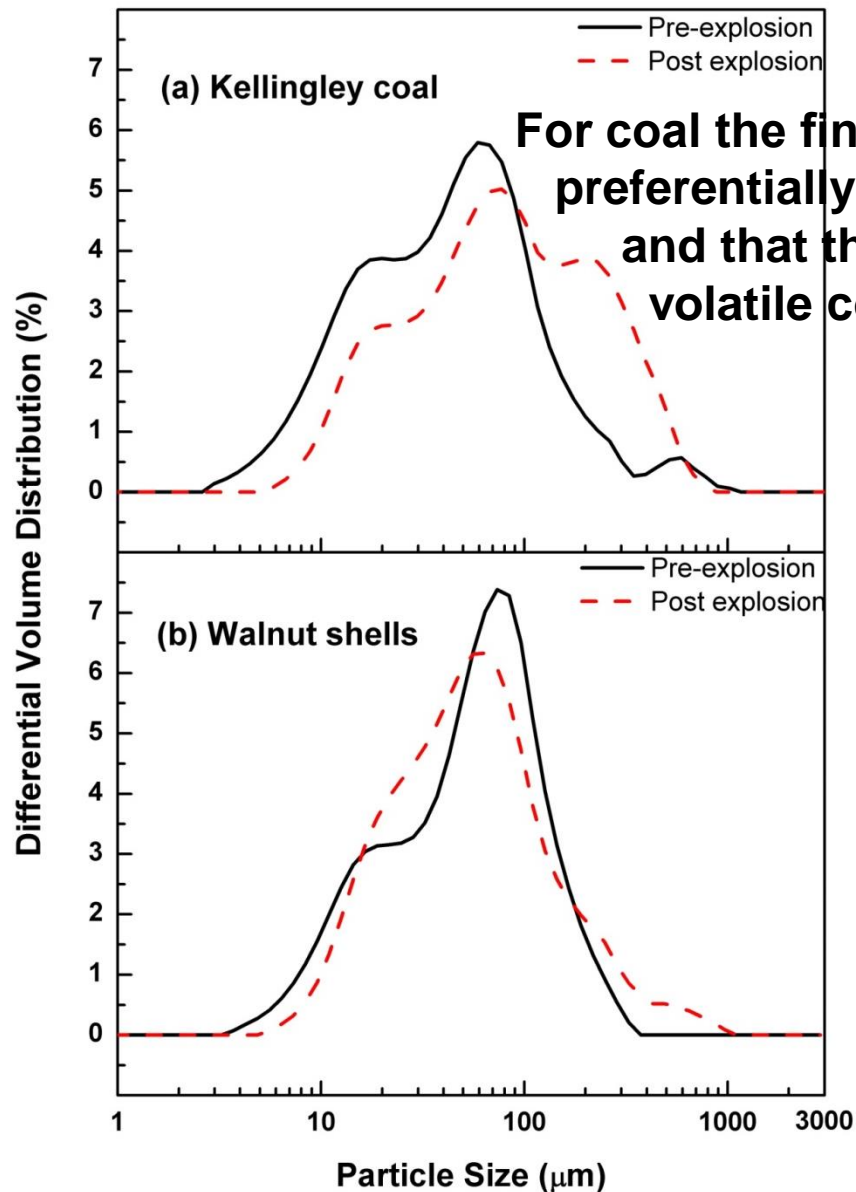 Pre-explosion
Post explosion
(a) Kellingley coal
For coal the fin
preferentially
and that th
volatile
7
6
5
4
3
2
1
0
Pre-explosion
Post explosion
(b) Walnut shells
7
6
5
4
3
2
1
0
Differential Volume Distribution (%)
1 10 100 1000 3000
Particle Size (μm)